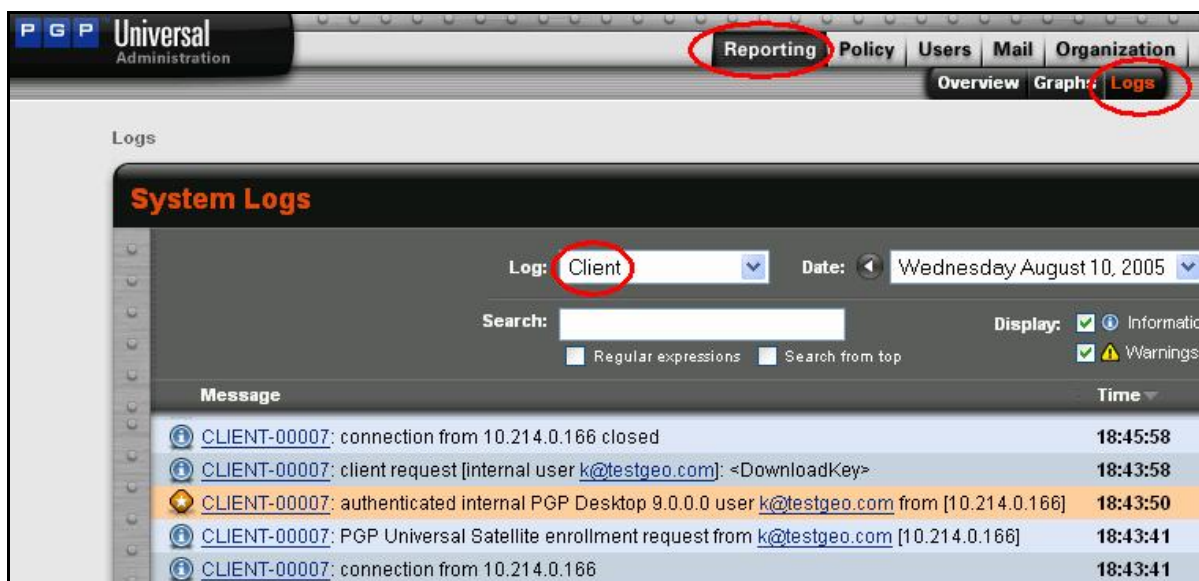 PGP Universal
Administration
Reporting Policy Users Mail Organization
Overview Graphs Logs
Logs
System Logs
Log: Client Date: Wednesday August 10, 2005
Search: Display: Informatio
Regular expressions Search from top Warnings
Message Time
CLIENT-00007: connection from 10.214.0.166 closed 18:45:58
CLIENT-00007: client request [internal user k@testgeo.com]: <DownloadKey> 18:43:58
CLIENT-00007: authenticated internal PGP Desktop 9.0.0.0 user k@testgeo.com from [10.214.0.166] 18:43:50
CLIENT-00007: PGP Universal Satellite enrollment request from k@testgeo.com [10.214.0.166] 18:43:41
CLIENT-00007: connection from 10.214.0.166 18:43:41